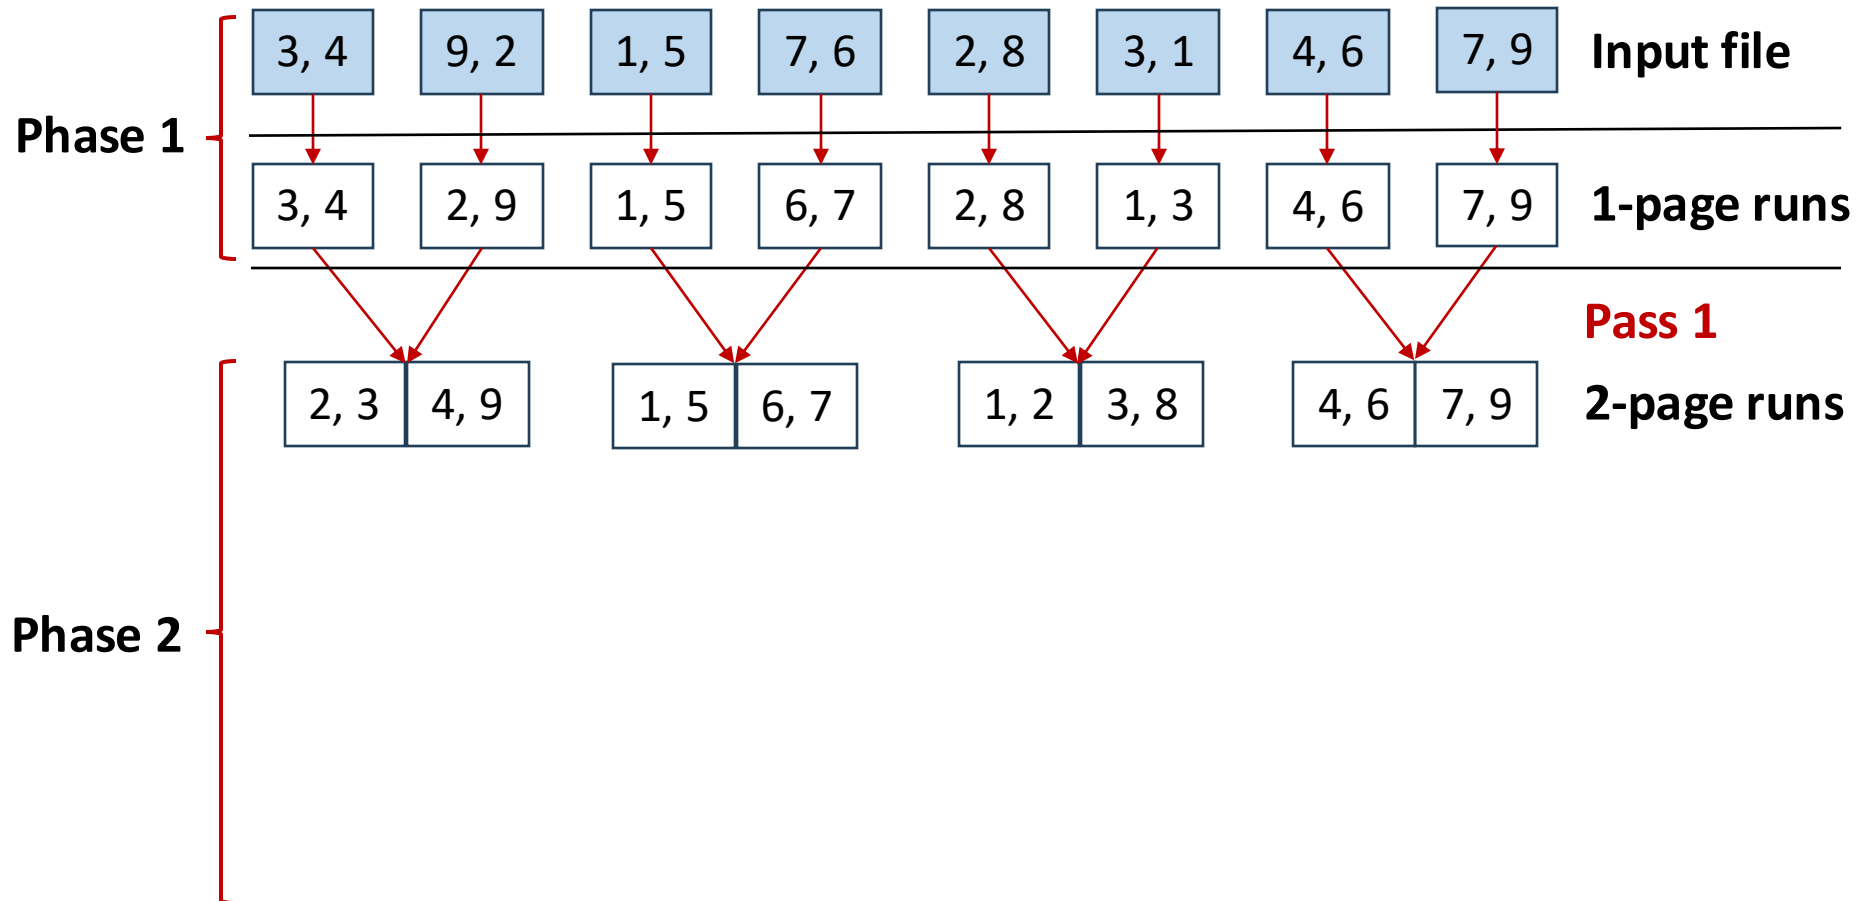 3, 4 9, 2 1, 5 7, 6 2, 8 3, 1 4, 6 7, 9 Input file
Phase 1
3, 4 2, 9 1, 5 6, 7 2, 8 1, 3 4, 6 7, 9 1-page runs
Pass 1
2, 3 4, 9 1, 5 6, 7 1, 2 3, 8 4, 6 7, 9 2-page runs
Phase 2